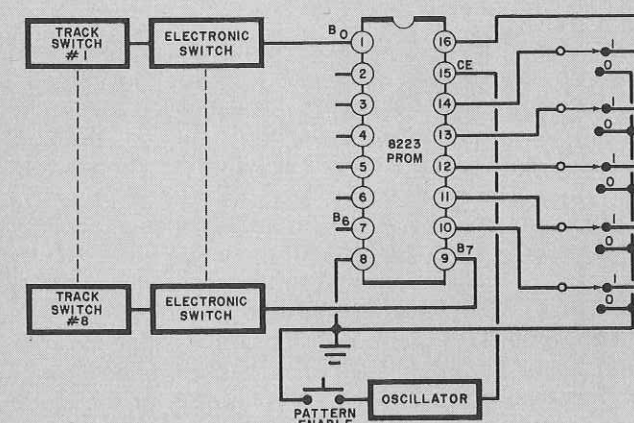 TRACK
SWITCH
#1
ELECTRONIC
SWITCH
B0
1
2
3
4
5
6
B6
7
8
8223
PROM
16
CE
15
14
13
12
11
10
B7
9
1
0
1
0
1
0
1
0
1
0
TRACK
SWITCH
#8
ELECTRONIC
SWITCH
OSCILLATOR
PATTERN
ENABLE